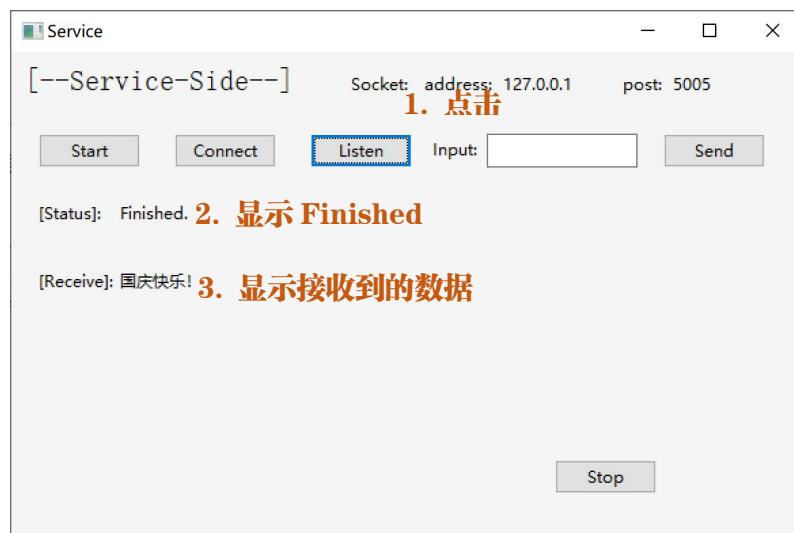 Service
[--Service-Side--] Socket: address: 127.0.0.1 post: 5005
1. 点击
Start Connect Listen Input: Send
[Status]: Finished. 2. 显示 Finished
[Receive]: 国庆快乐! 3. 显示接收到的数据
Stop